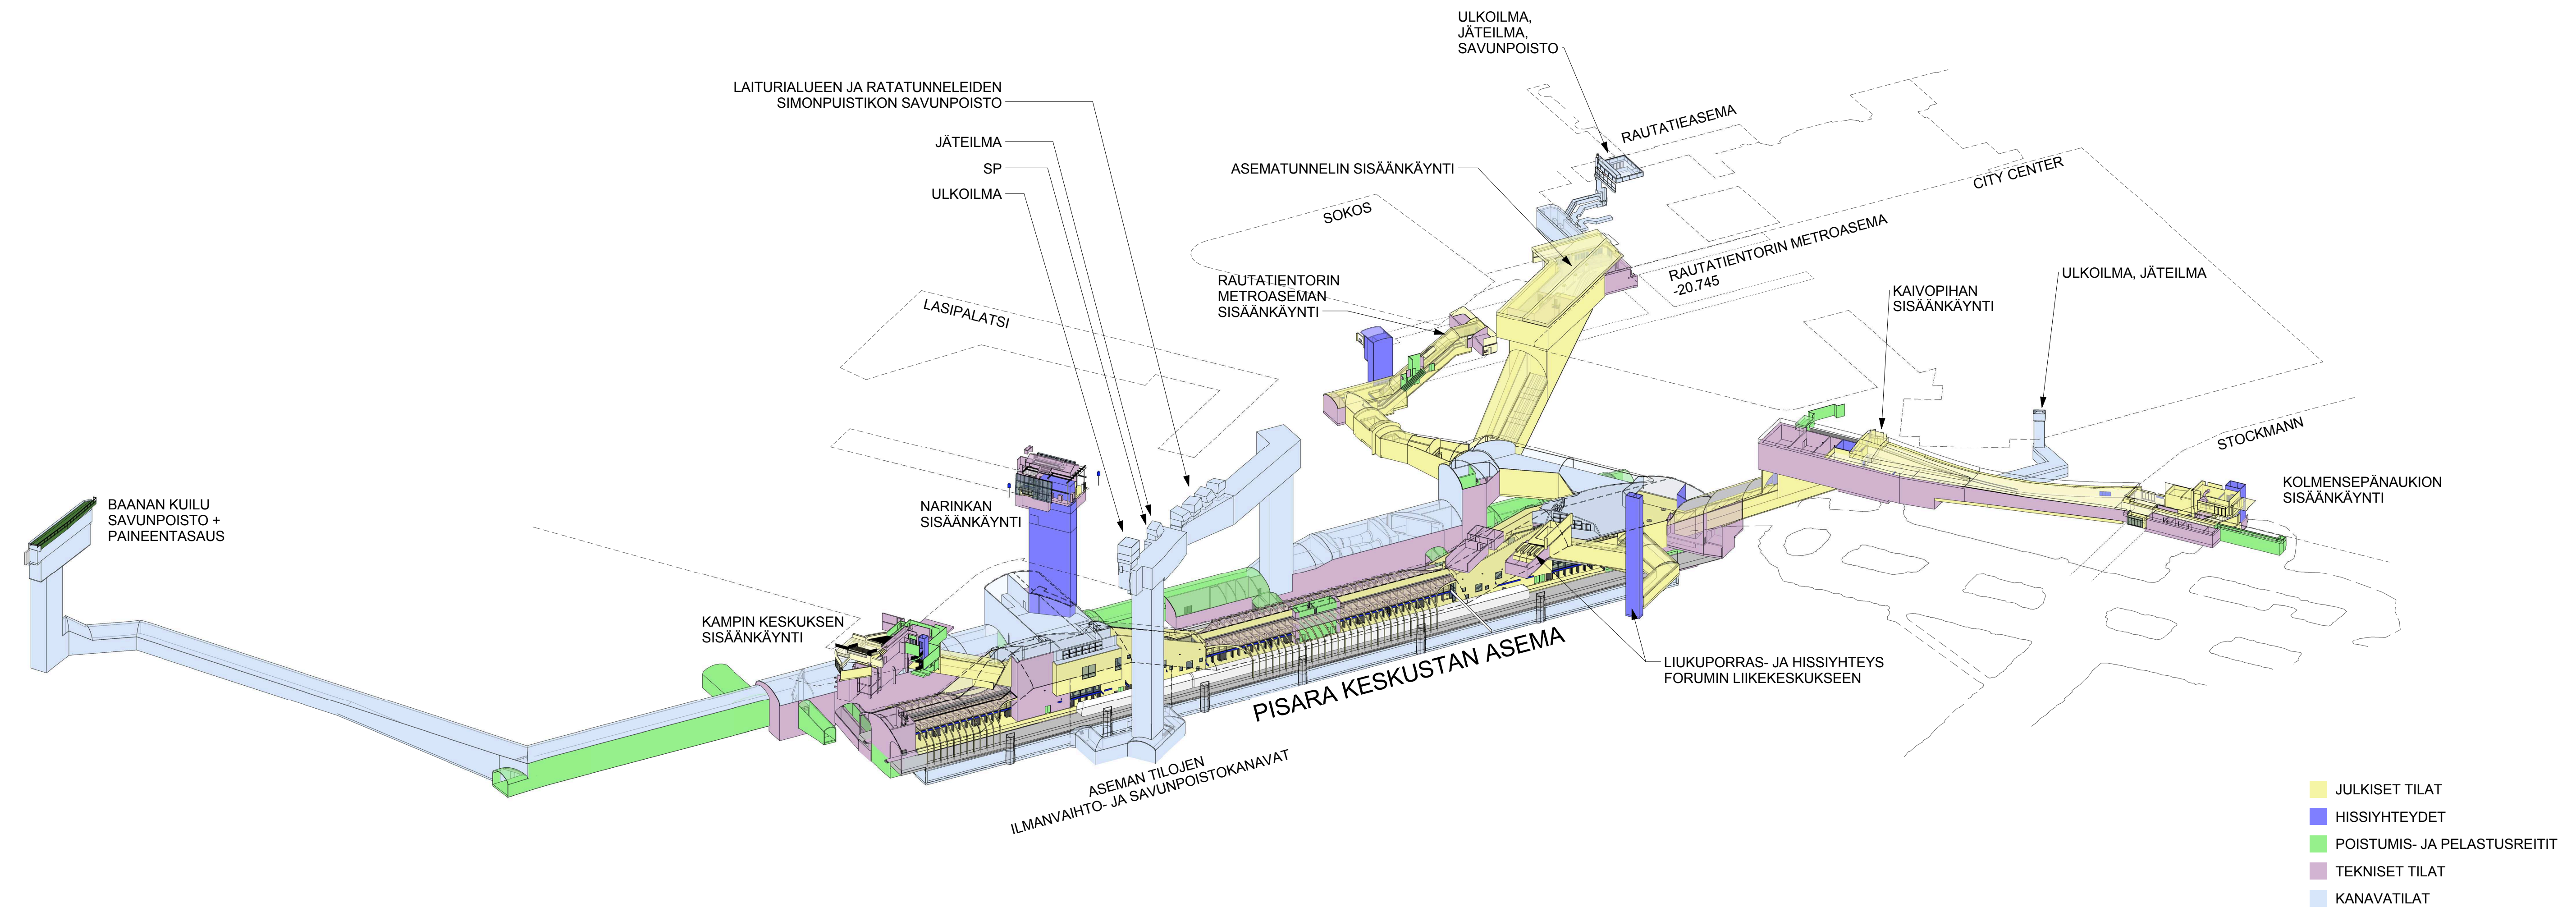 ULKOILMA,
JÄTEILMA,
SAVUNPOISTO
LAITURIALUEEN JA RATATUNNELEIDEN
SIMONPUISTIKON SAVUNPOISTO
JÄTEILMA
SP
ULKOILMA
RAUTATIEASEMA
ASEMATUNNELIN SISÄÄNKÄYNTI
CITY CENTER
SOKOS
RAUTATIENTORIN METROASEMA
-20.745
RAUTATIENTORIN
METROASEMAN
SISÄÄNKÄYNTI
ULKOILMA, JÄTEILMA
KAIVOPIHAN
SISÄÄNKÄYNTI
LASIPALATSI
STOCKMANN
KOLMENSEPÄNAUKION
SISÄÄNKÄYNTI
BAANAN KUILU
SAVUNPOISTO +
PAINEENTASAUS
NARINKAN
SISÄÄNKÄYNTI
KAMPIN KESKUKSEN
SISÄÄNKÄYNTI
LIUKUPORRAS- JA HISSIYHTEYS
FORUMIN LIIKEKESKUKSEEN
PISARA KESKUSTAN ASEMA
ASEMAN TILOJEN
ILMANVAIHTO- JA SAVUNPOISTOKANAVAT
JULKISET TILAT
HISSIYHTEYDET
POISTUMIS- JA PELASTUSREITIT
TEKNISET TILAT
KANAVATILAT